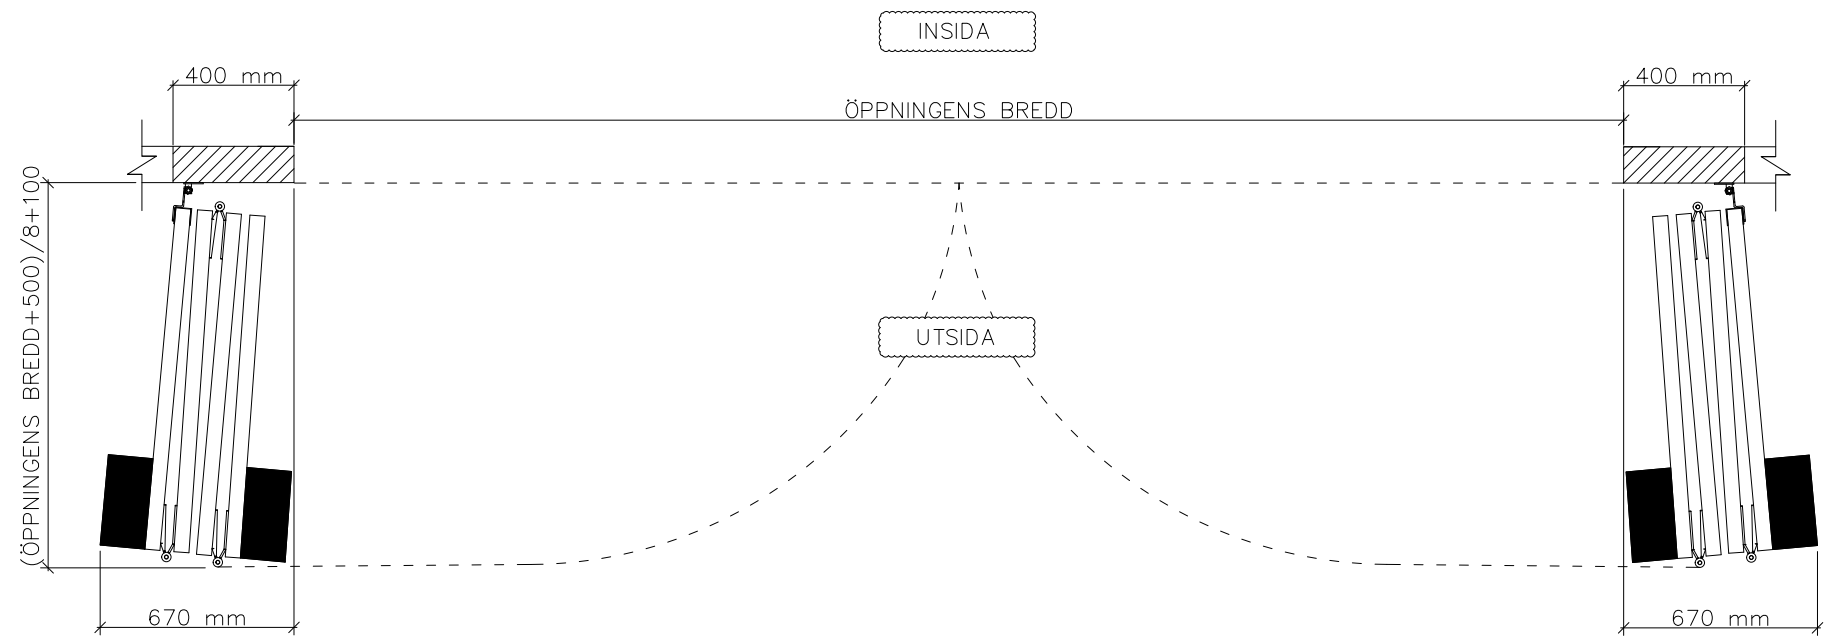 INSIDA
400 mm
400 mm
ÖPPNINGENS BREDD
(ÖPPNINGENS BREDD+500)/8+100
UTSIDA
670 mm
670 mm